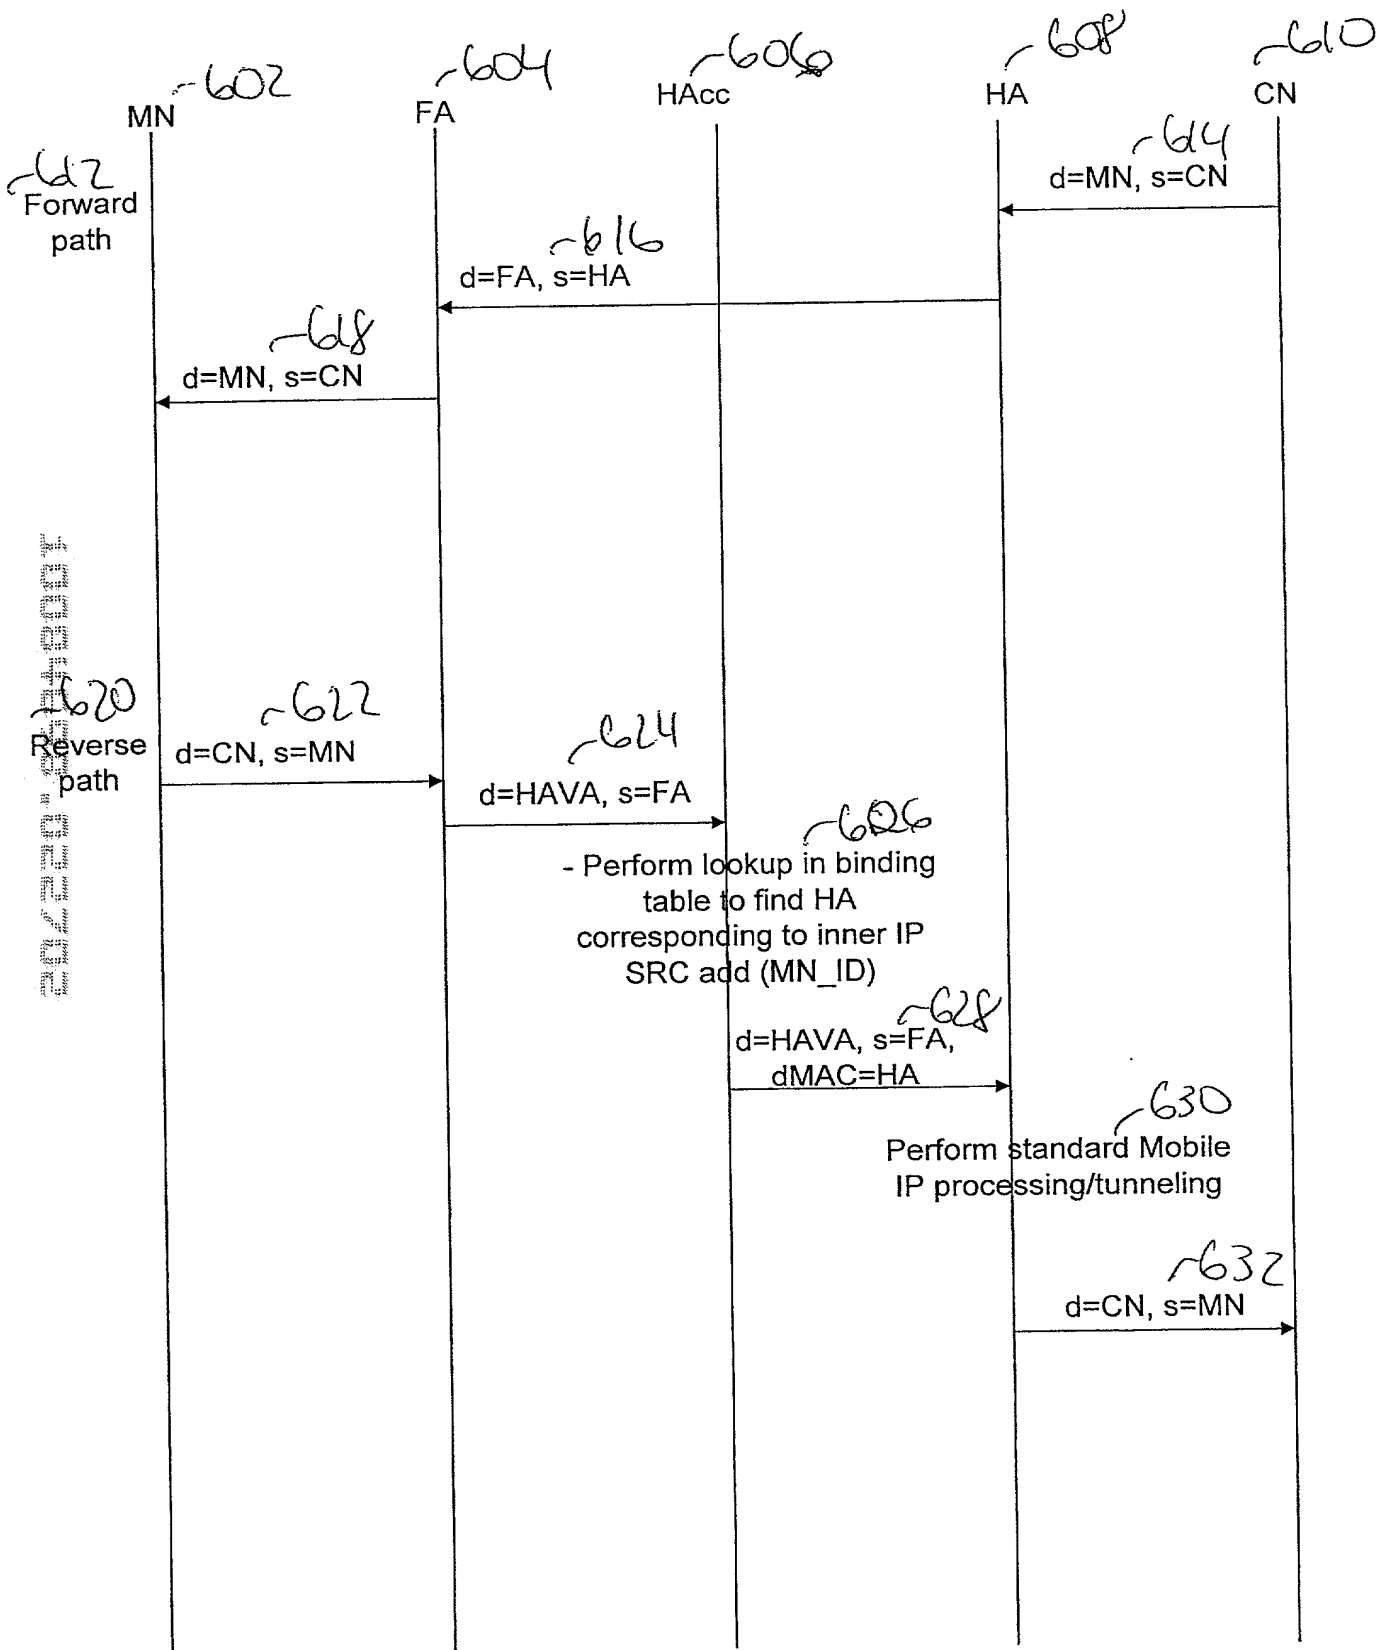 602
604
606
608
610
MN
FA
HAcc
HA
CN
612
Forward
path
614
d=MN, s=CN
616
d=FA, s=HA
618
d=MN, s=CN
620
Reverse
path
622
d=CN, s=MN
624
d=HAVA, s=FA
626
- Perform lookup in binding
table to find HA
corresponding to inner IP
SRC add (MN_ID)
628
d=HAVA, s=FA,
dMAC=HA
630
Perform standard Mobile
IP processing/tunneling
632
d=CN, s=MN